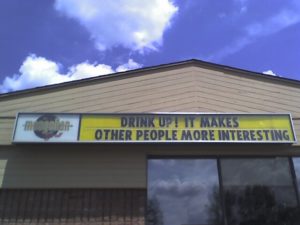 DRINK UP! IT MAKES
OTHER PEOPLE MORE INTERESTING